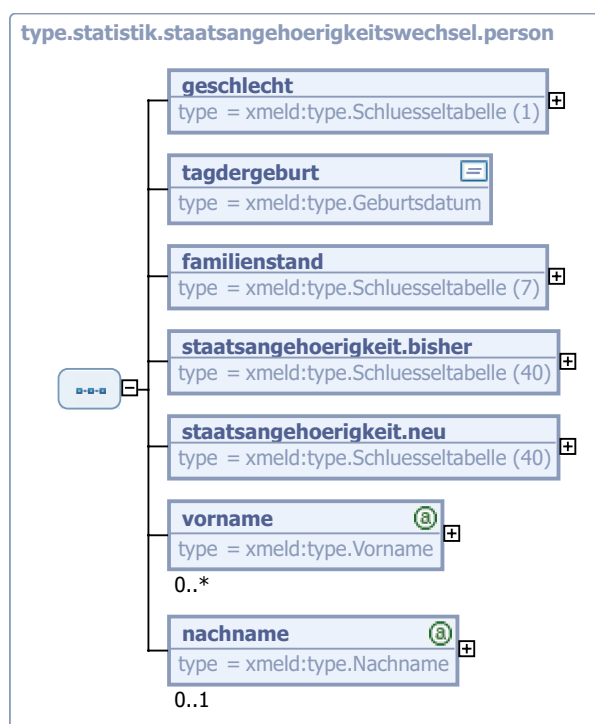 type.statistik.staatsangehoerigkeitswechsel.person
geschlecht
type = xmeld:type.Schluesseltabelle (1)
tagdergeburt
type = xmeld:type.Geburtsdatum
familienstand
type = xmeld:type.Schluesseltabelle (7)
staatsangehoerigkeit.bisher
type = xmeld:type.Schluesseltabelle (40)
staatsangehoerigkeit.neu
type = xmeld:type.Schluesseltabelle (40)
vorname a
type = xmeld:type.Vorname
0..*
nachname a
type = xmeld:type.Nachname
0..1